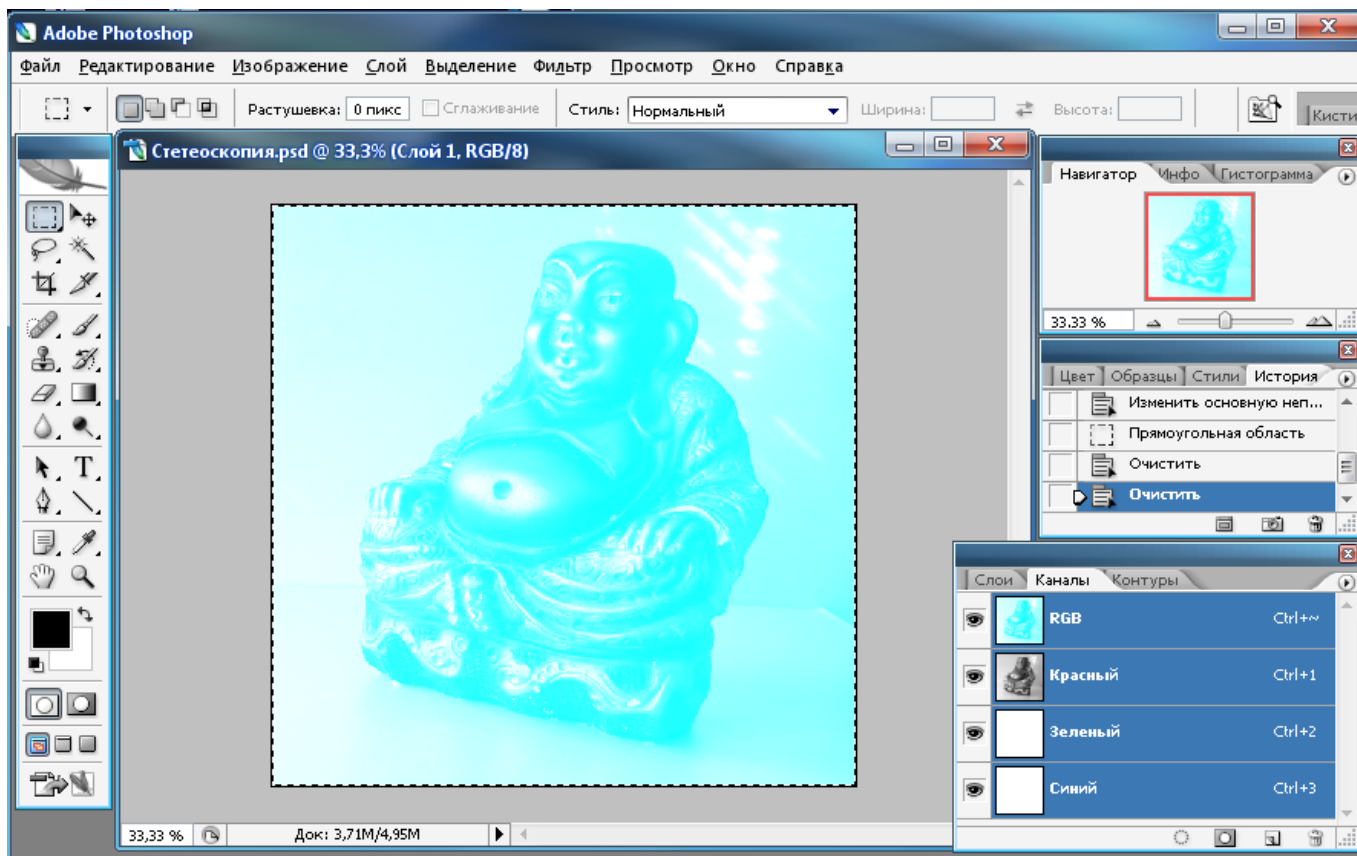 Adobe Photoshop
Файл Редактирование Изображение Слой Выделение Фильтр Просмотр Окно Справка
Растушевка: 0 пикс Сглаживание Стиль: Нормальный Ширина: Высота: Кисти
Стетеоскопия.psd @ 33,3% (Слой 1, RGB/8)
Навигатор Инфо Гистограмма
33.33 %
Цвет Образцы Стили История
Изменить основную неп...
Прямоугольная область
Очистить
Очистить
Слои Каналы Контуры
RGB Ctrl+~
Красный Ctrl+1
Зеленый Ctrl+2
Синий Ctrl+3
33,33 % Док: 3,71M/4,95M